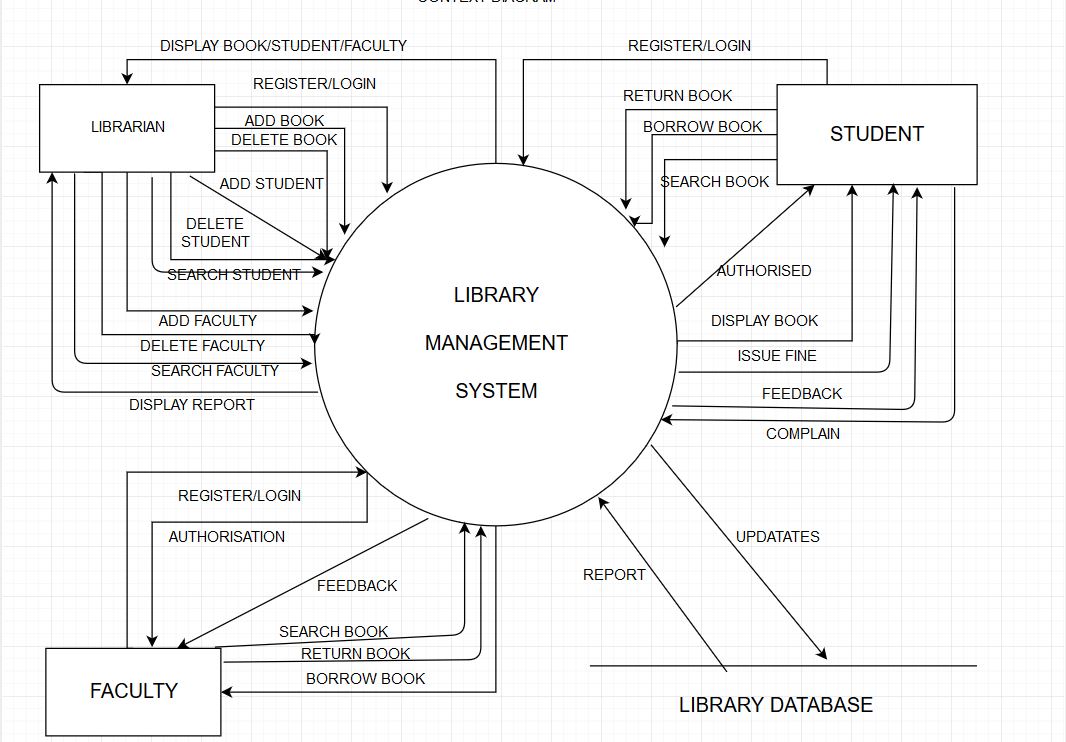 CONTEXT DIAGRAM
DISPLAY BOOK/STUDENT/FACULTY
REGISTER/LOGIN
REGISTER/LOGIN
RETURN BOOK
ADD BOOK
BORROW BOOK
LIBRARIAN
STUDENT
DELETE BOOK
ADD STUDENT
SEARCH BOOK
DELETE
STUDENT
SEARCH STUDENT
AUTHORISED
LIBRARY
MANAGEMENT
SYSTEM
ADD FACULTY
DISPLAY BOOK
DELETE FACULTY
ISSUE FINE
SEARCH FACULTY
FEEDBACK
DISPLAY REPORT
COMPLAIN
REGISTER/LOGIN
AUTHORISATION
UPDATATES
REPORT
FEEDBACK
SEARCH BOOK
RETURN BOOK
BORROW BOOK
FACULTY
LIBRARY DATABASE